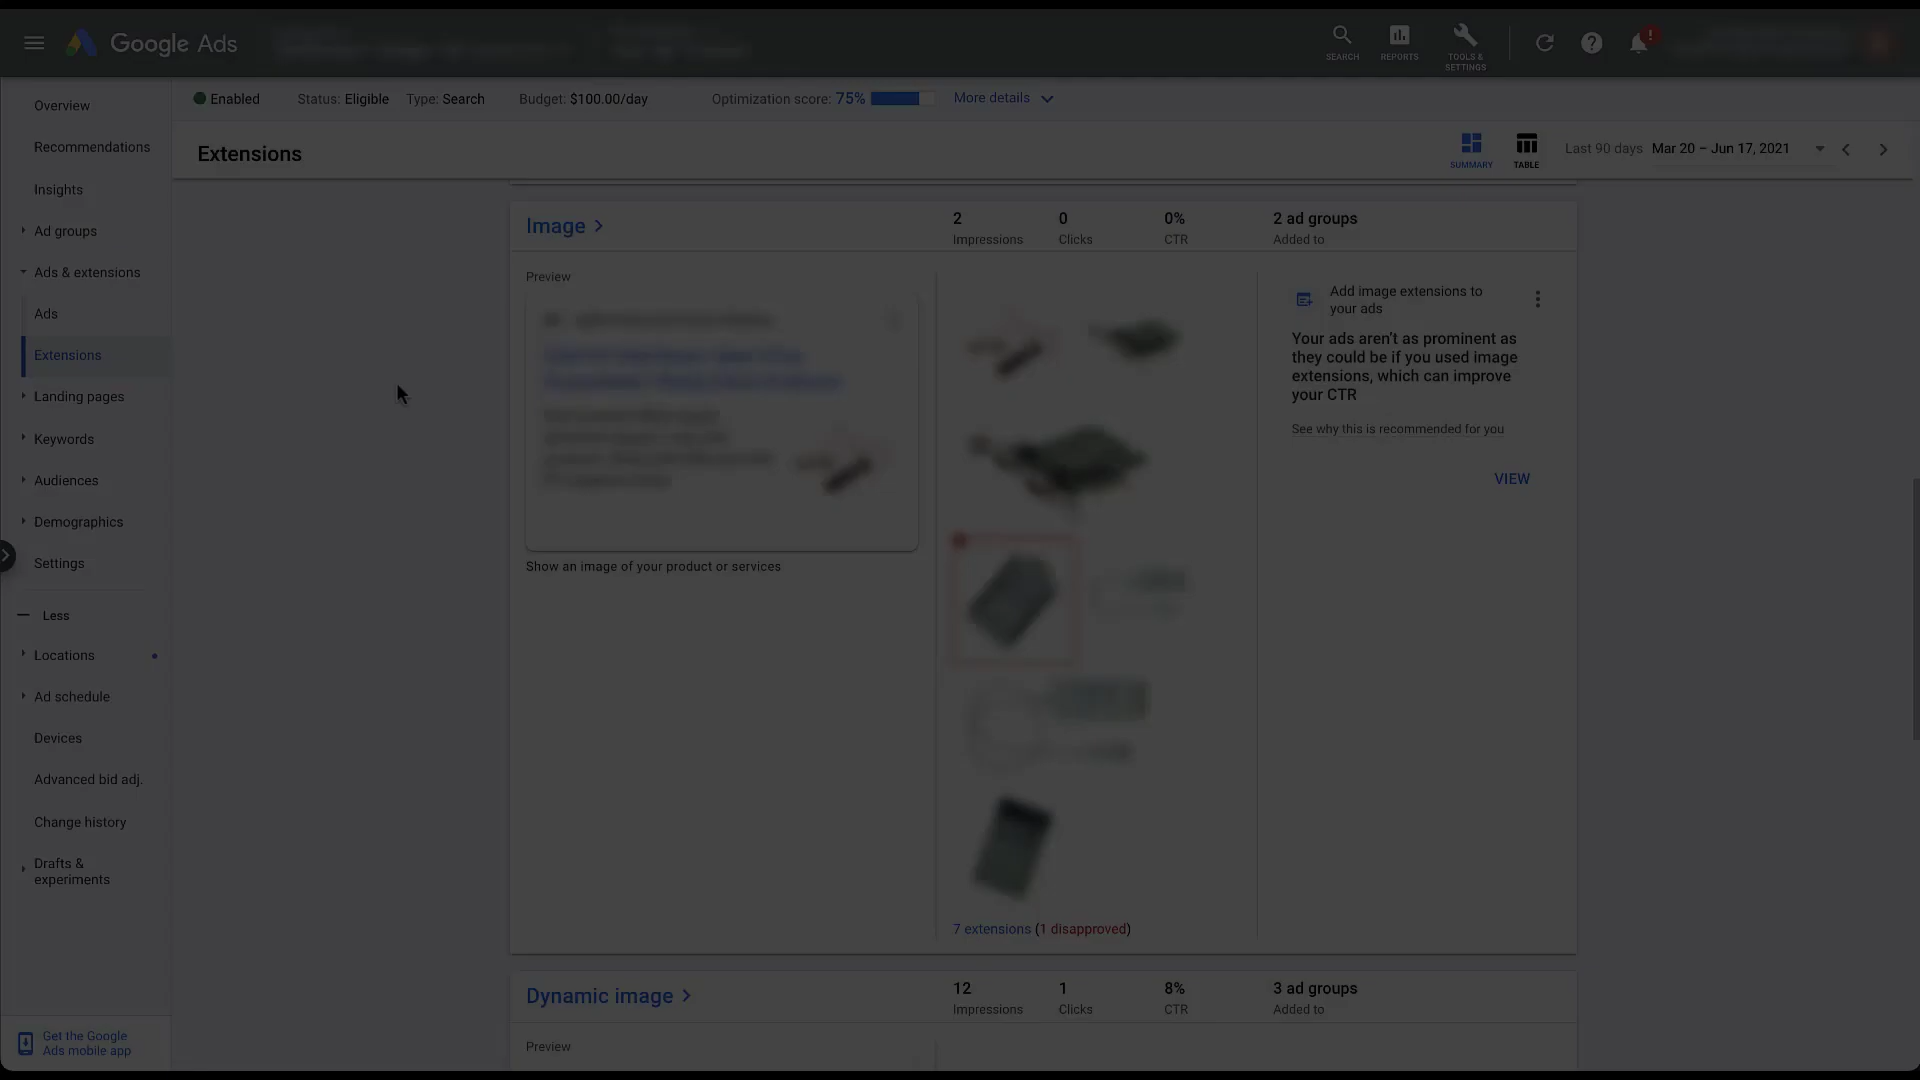 Google Ads
SEARCH
REPORTS
TOOLS &
SETTINGS
!
Overview
Recommendations
Insights
Ad groups
Ads & extensions
Ads
Extensions
Landing pages
Keywords
Audiences
Demographics
Settings
Less
Locations
Ad schedule
Devices
Advanced bid adj.
Change history
Drafts &
experiments
Get the Google
Ads mobile app
Enabled Status: Eligible Type: Search Budget: $100.00/day Optimization score: 75% More details
Extensions
SUMMARY
TABLE
Last 90 days Mar 20 – Jun 17, 2021
Image
2
Impressions
0
Clicks
0%
CTR
2 ad groups
Added to
Preview
Show an image of your product or services
7 extensions (1 disapproved)
Add image extensions to
your ads
Your ads aren't as prominent as
they could be if you used image
extensions, which can improve
your CTR
See why this is recommended for you
VIEW
Dynamic image
12
Impressions
1
Clicks
8%
CTR
3 ad groups
Added to
Preview